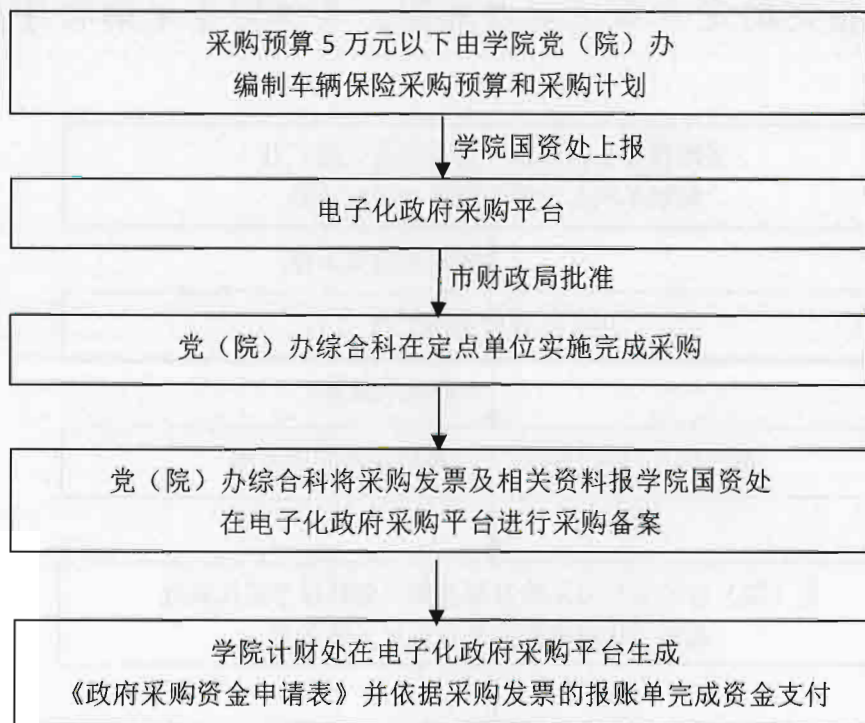 采购预算5万元以下由学院党（院）办
编制车辆保险采购预算和采购计划
学院国资处上报
电子化政府采购平台
市财政局批准
党（院）办综合科在定点单位实施完成采购
党（院）办综合科将采购发票及相关资料报学院国资处
在电子化政府采购平台进行采购备案
学院计财处在电子化政府采购平台生成
《政府采购资金申请表》并依据采购发票的报账单完成资金支付